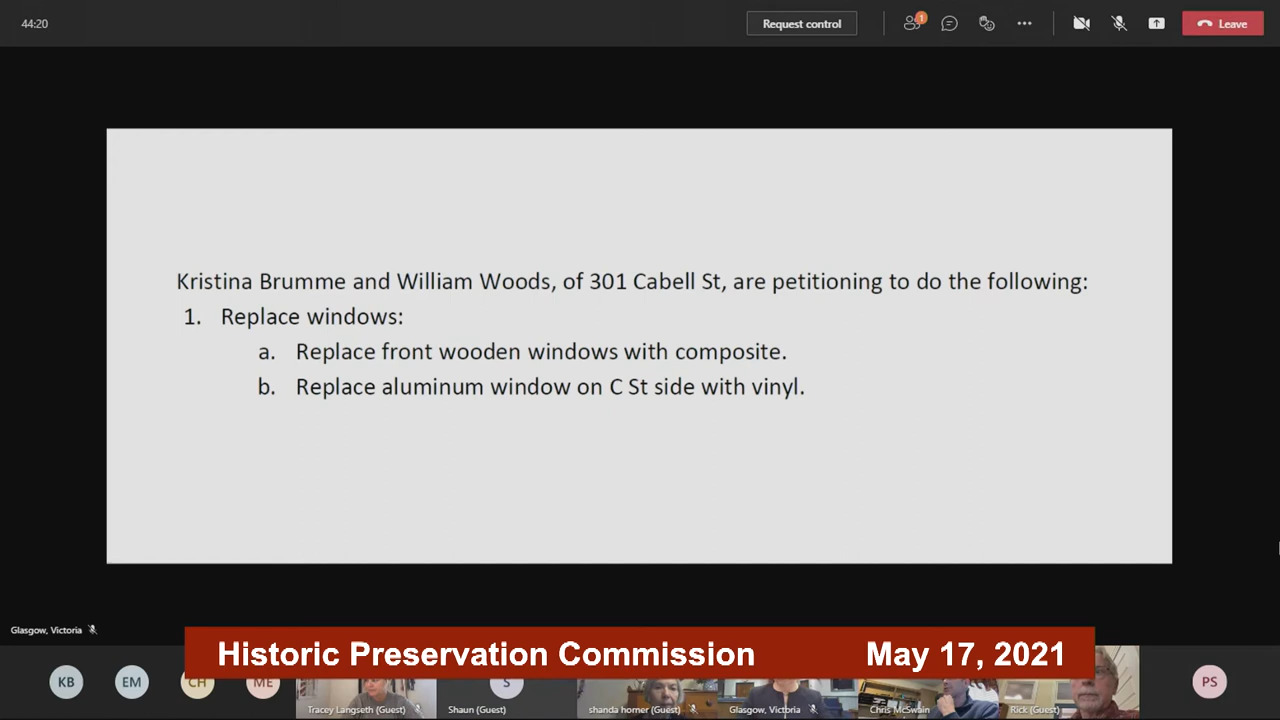 44:20
Request control
1
Leave
Kristina Brumme and William Woods, of 301 Cabell St, are petitioning to do the following:
1. Replace windows:
a. Replace front wooden windows with composite.
b. Replace aluminum window on C St side with vinyl.
Glasgow, Victoria
Historic Preservation Commission May 17, 2021
KB
EM
CH
ME
S
PS
Tracey Langseth (Guest)
Shaun (Guest)
shanda horner (Guest)
Glasgow, Victoria
Chris McSwain
Rick (Guest)